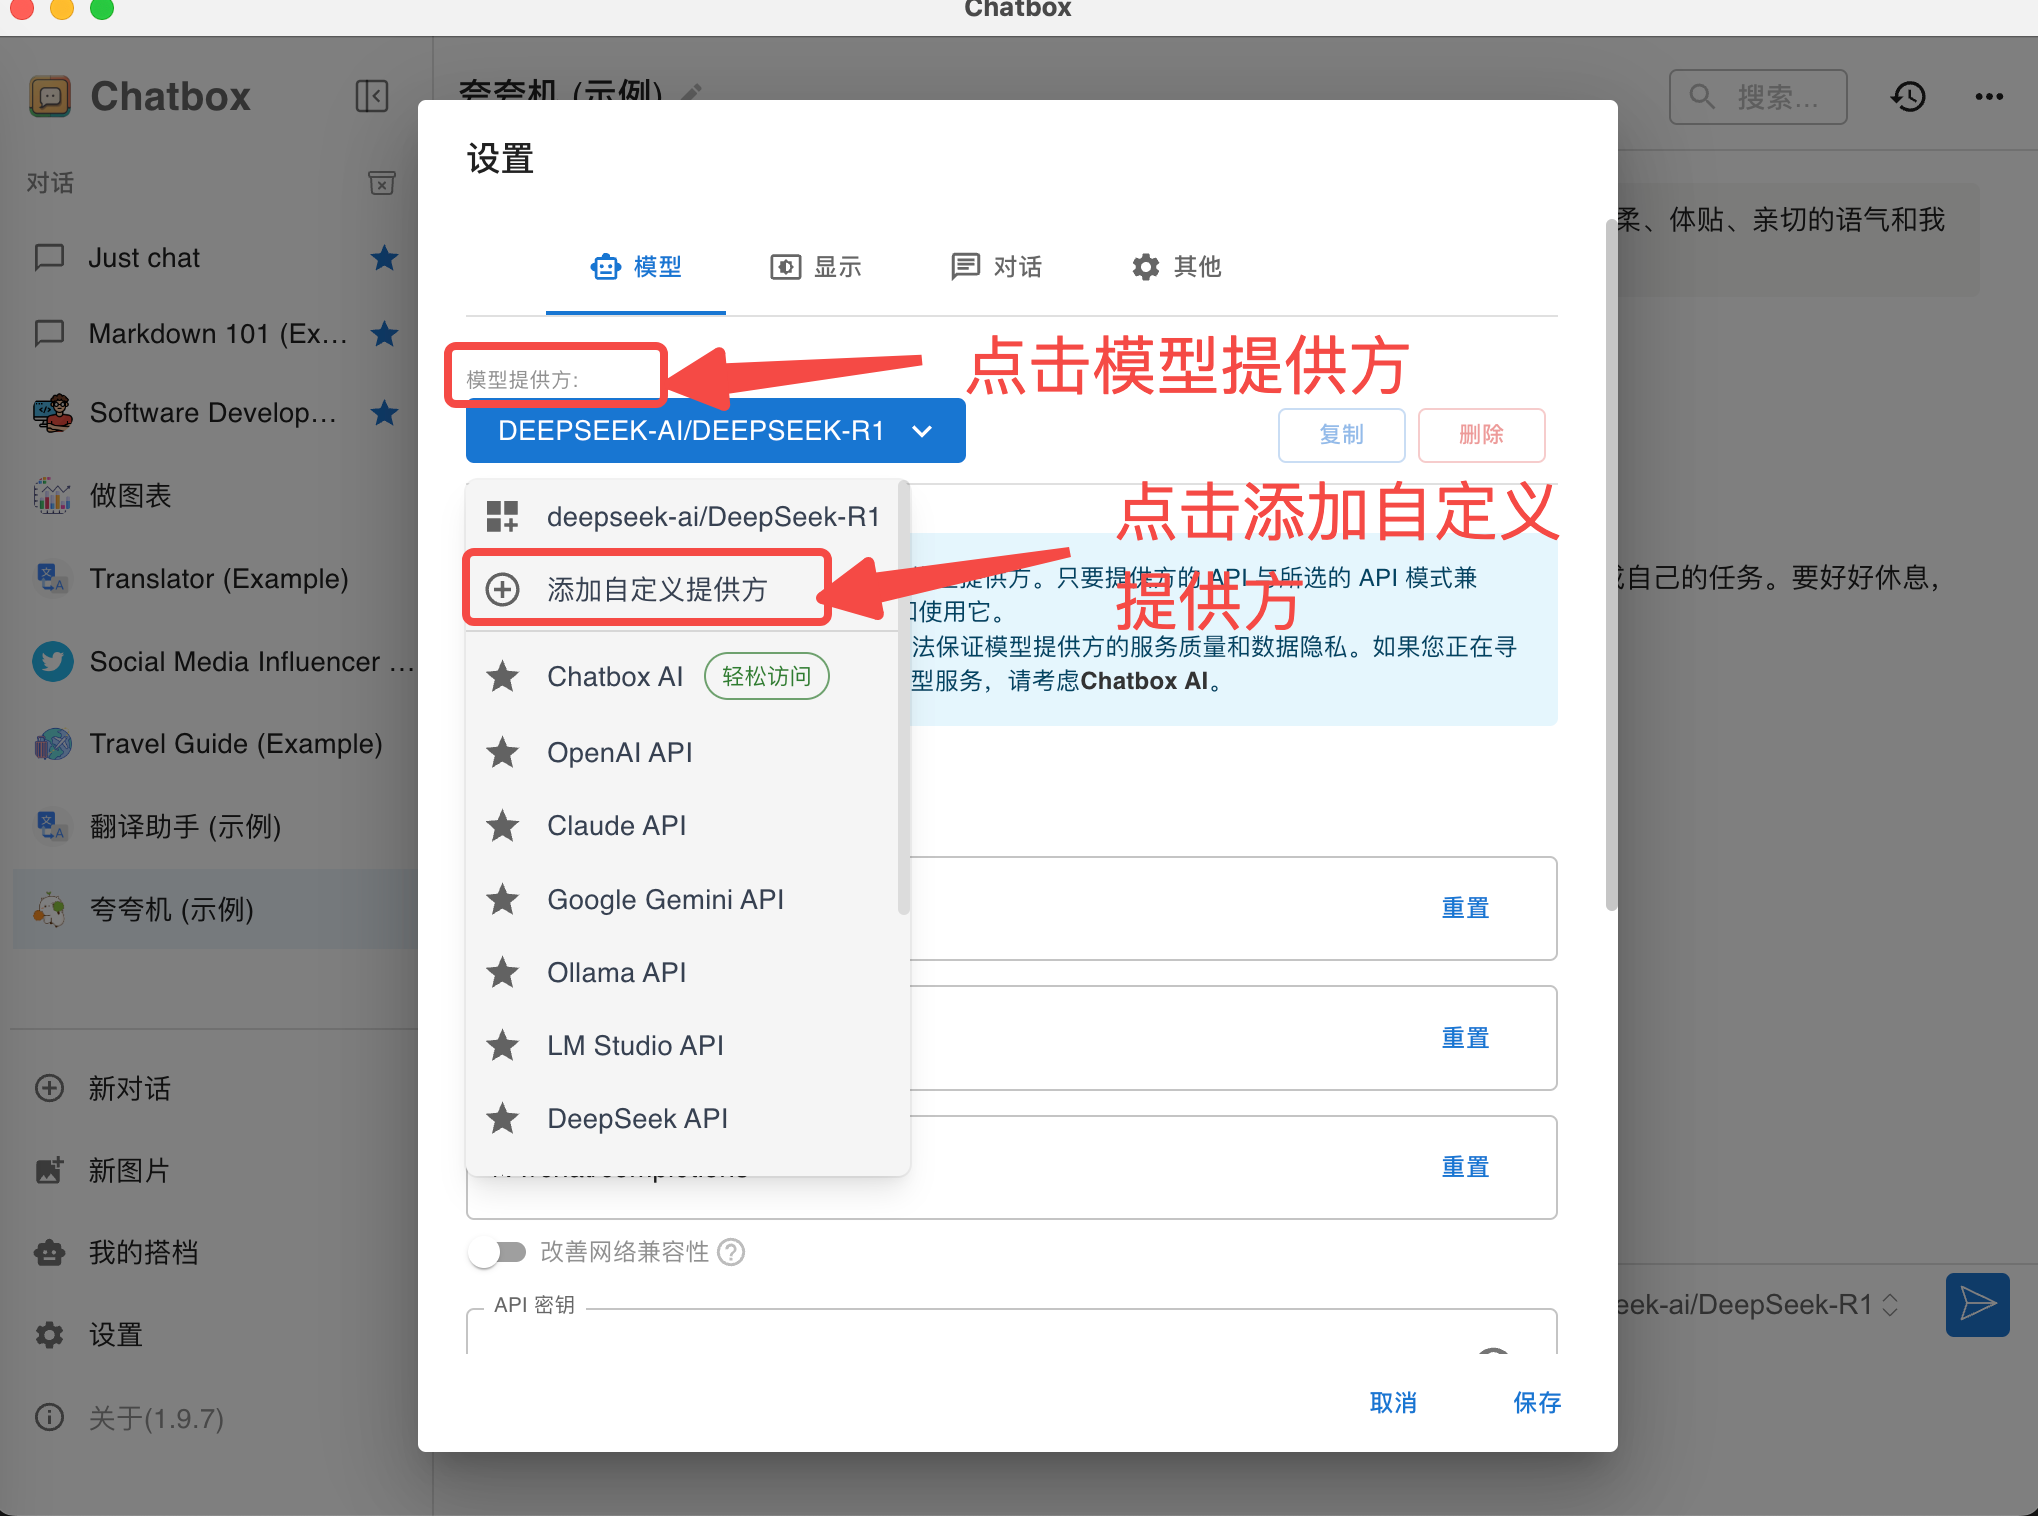 Chatbox
Chatbox
对话
Just chat
Markdown 101 (Ex...
Software Develop...
做图表
Translator (Example)
Social Media Influencer ...
Travel Guide (Example)
翻译助手 (示例)
夸夸机 (示例)
新对话
新图片
我的搭档
设置
关于(1.9.7)
夸夸机 (示例)
搜索...
柔、体贴、亲切的语气和我
自己的任务。要好好休息，
eek-ai/DeepSeek-R1
设置
模型
显示
对话
其他
模型提供方:
点击模型提供方
DEEPSEEK-AI/DEEPSEEK-R1
复制
删除
deepseek-ai/DeepSeek-R1
添加自定义提供方
点击添加自定义
提供方
提供方。只要提供方的 API 与所选的 API 模式兼
使用它。
法保证模型提供方的服务质量和数据隐私。如果您正在寻
型服务，请考虑Chatbox AI。
Chatbox AI
轻松访问
OpenAI API
Claude API
Google Gemini API
Ollama API
LM Studio API
DeepSeek API
重置
重置
重置
改善网络兼容性
API 密钥
取消
保存